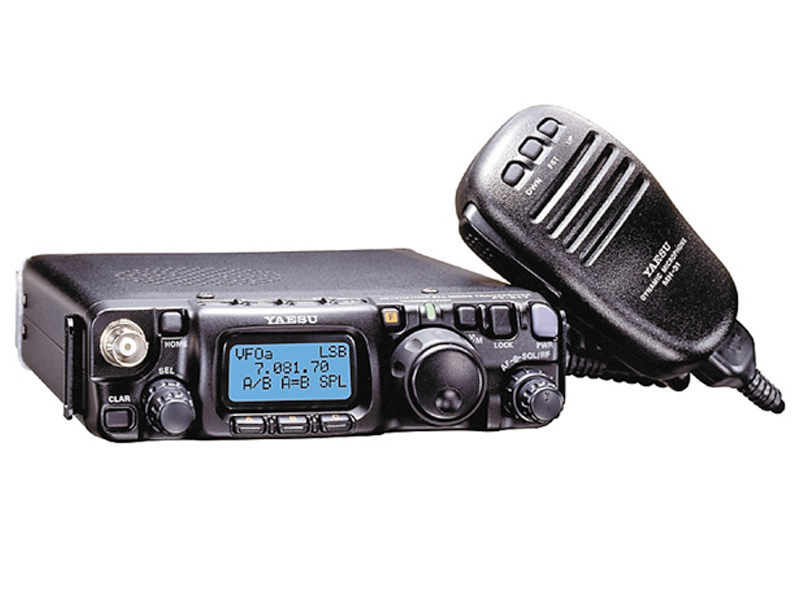 DWN FST UP
YAESU
DYNAMIC MICROPHONE
MH-31
YAESU
HOME
SEL
CLAR
VFOa LSB
7.081.70
A/B A=B SPL
A B C
F
LOCK
PWR
AF-⊖-SQL/RF